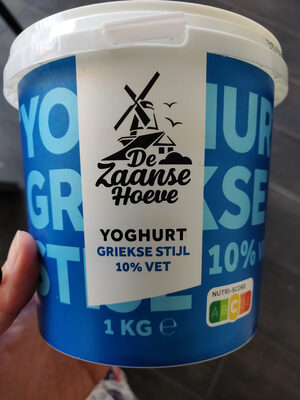 De
Zaanse
Hoeve
YOGHURT
GRIEKSE STIJL
10% VET
10% V
1 KG ℮
NUTRI-SCORE
A B C D E